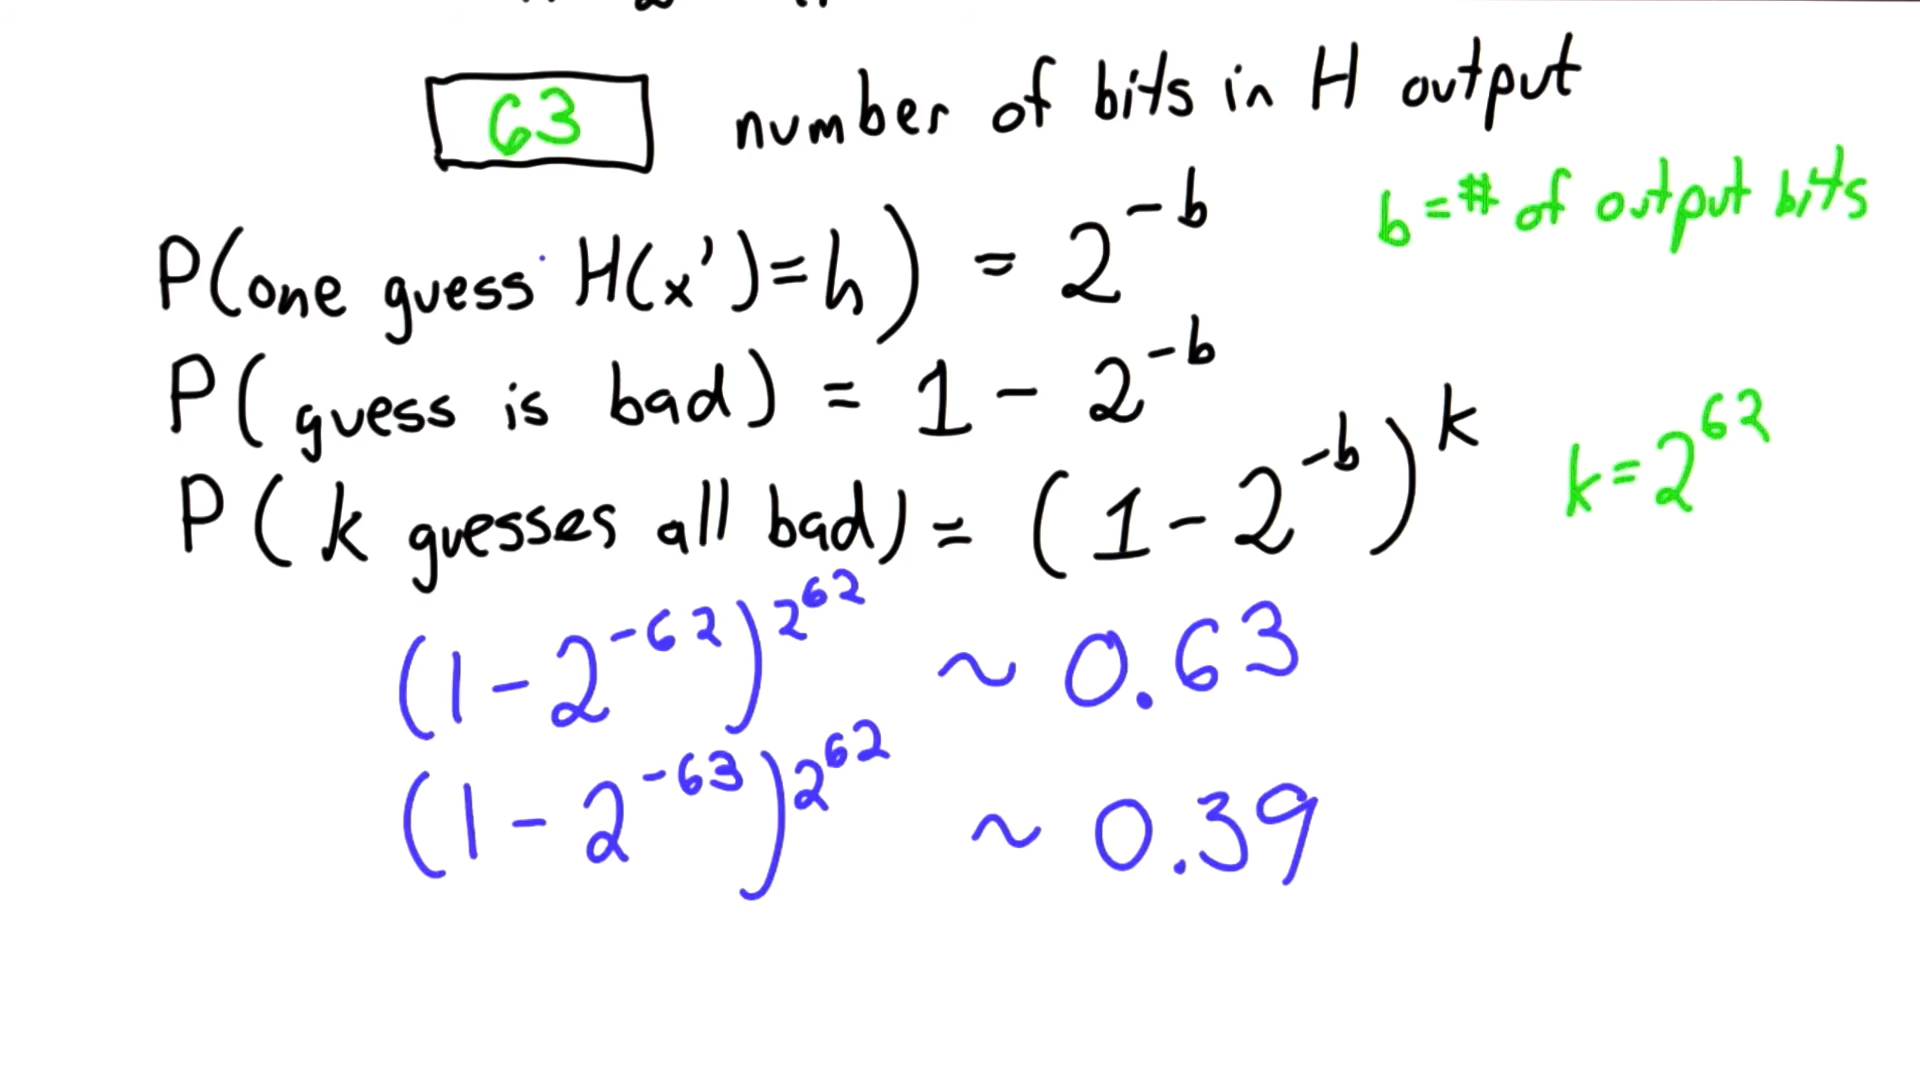 63 number of bits in H output
b = # of output bits
P(one guess H(x')=h) = 2^-b
P(guess is bad) = 1 - 2^-b
P(k guesses all bad) = (1 - 2^-b)^k
k = 2^62
(1 - 2^-62)^2^62 ~ 0.63
(1 - 2^-63)^2^62 ~ 0.39